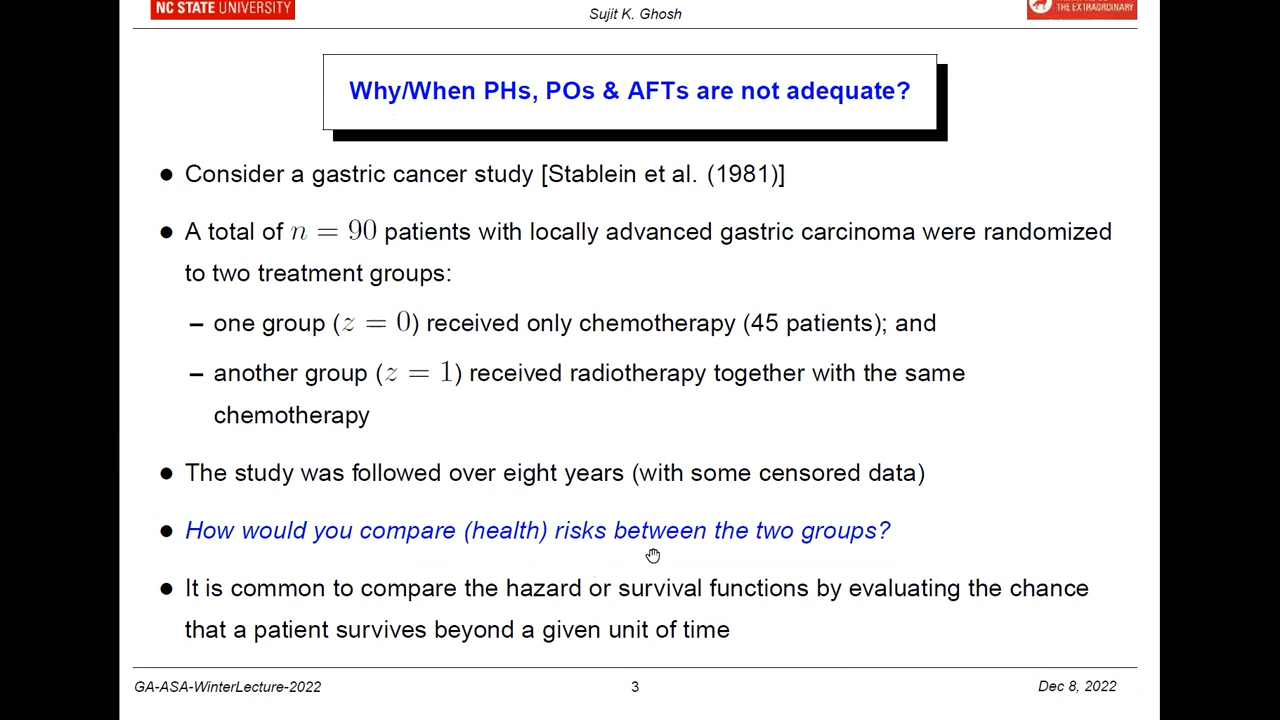 NC STATE UNIVERSITY
Sujit K. Ghosh
THE EXTRAORDINARY
Why/When PHs, POs & AFTs are not adequate?
● Consider a gastric cancer study [Stablein et al. (1981)]
● A total of n = 90 patients with locally advanced gastric carcinoma were randomized
to two treatment groups:
– one group (z = 0) received only chemotherapy (45 patients); and
– another group (z = 1) received radiotherapy together with the same
chemotherapy
● The study was followed over eight years (with some censored data)
● How would you compare (health) risks between the two groups?
● It is common to compare the hazard or survival functions by evaluating the chance
that a patient survives beyond a given unit of time
GA-ASA-WinterLecture-2022
3
Dec 8, 2022